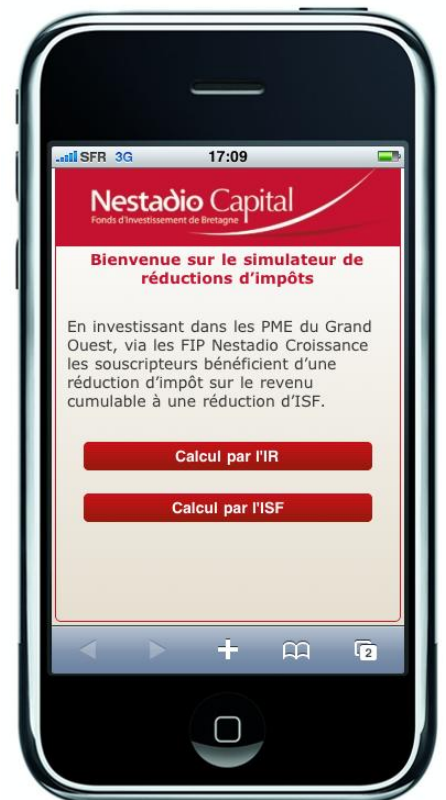 SFR 3G 17:09
Nestadio Capital
Fonds d'Investissement de Bretagne
Bienvenue sur le simulateur de
réductions d'impôts
En investissant dans les PME du Grand
Ouest, via les FIP Nestadio Croissance
les souscripteurs bénéficient d'une
réduction d'impôt sur le revenu
cumulable à une réduction d'ISF.
Calcul par l'IR
Calcul par l'ISF
2